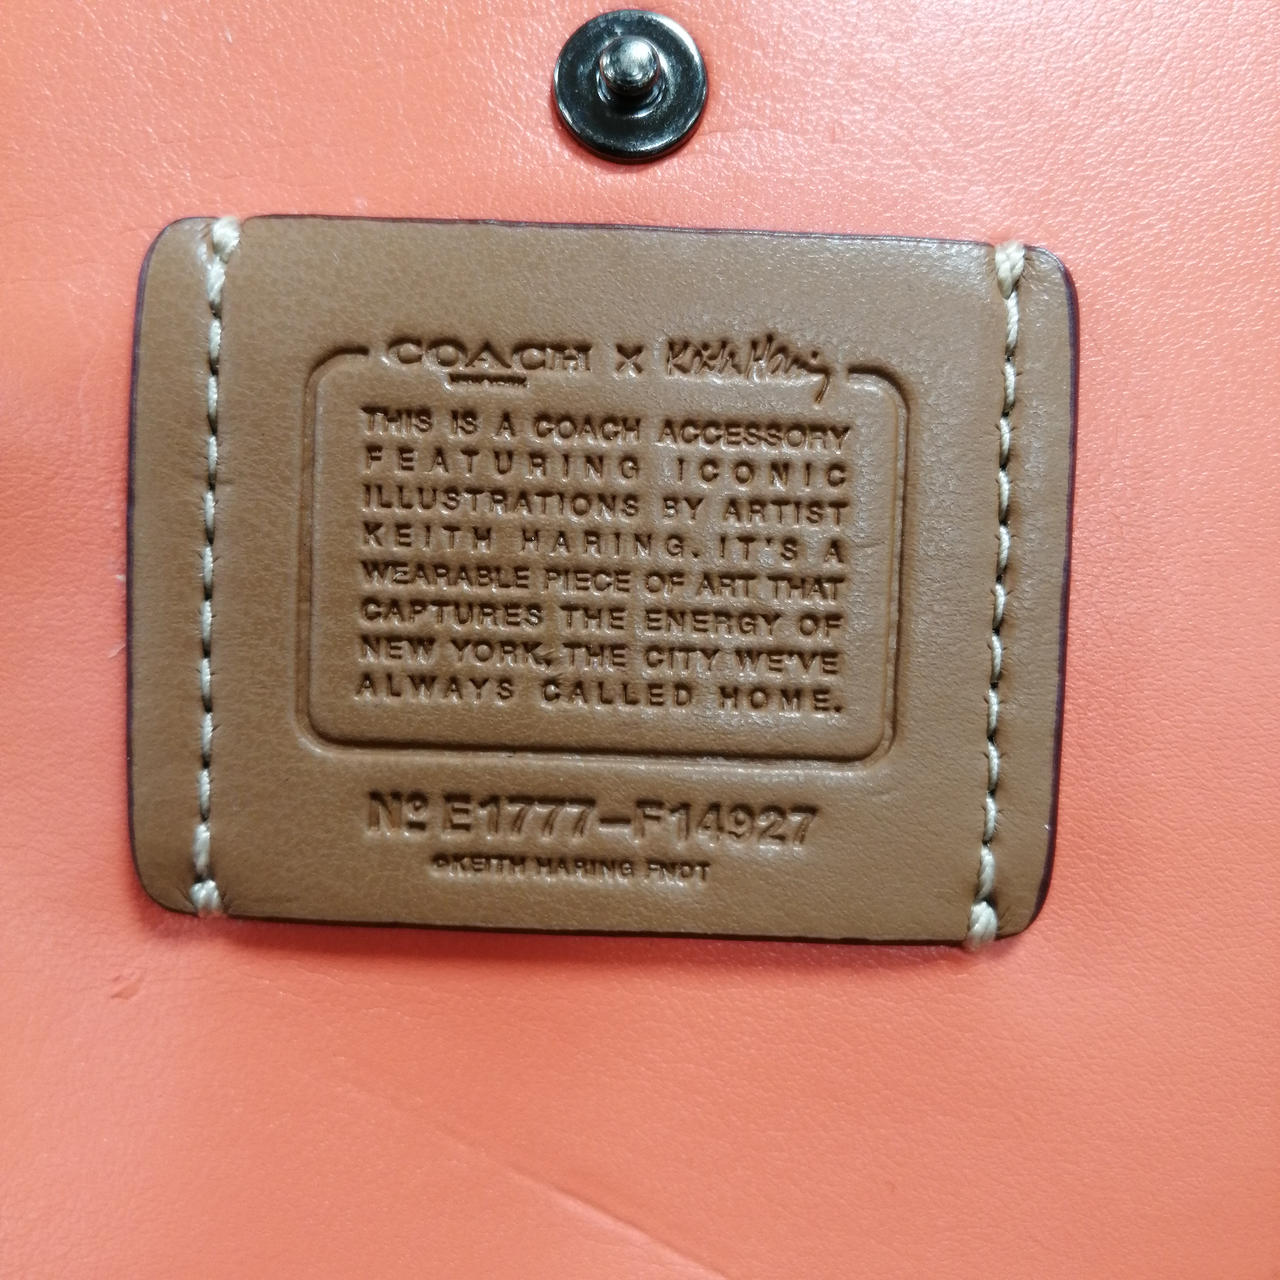 COACH x Keith Haring
THIS IS A COACH ACCESSORY
FEATURING ICONIC
ILLUSTRATIONS BY ARTIST
KEITH HARING. IT'S A
WEARABLE PIECE OF ART THAT
CAPTURES THE ENERGY OF
NEW YORK, THE CITY WE'VE
ALWAYS CALLED HOME.
Nº E1777-F14927
©KEITH HARING FNDT